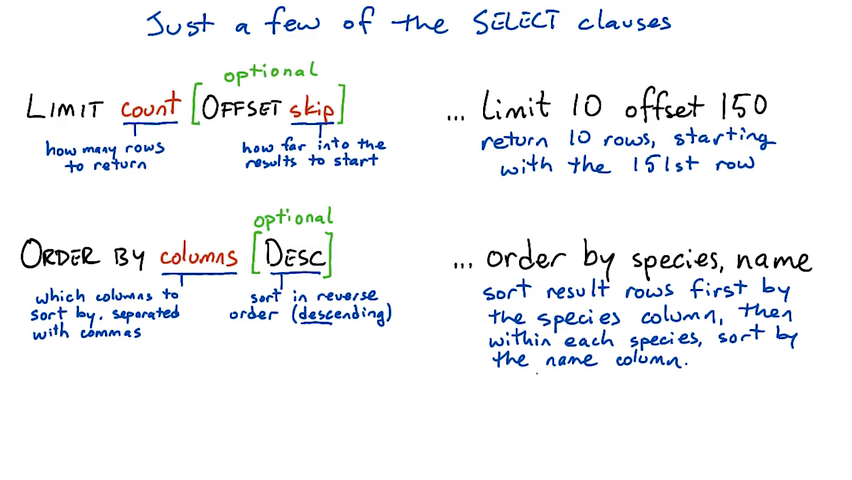 Just a few of the SELECT clauses
optional
LIMIT count [OFFSET skip]
how many rows
to return
how far into the
results to start
... limit 10 offset 150
return 10 rows, starting
with the 151st row
optional
ORDER BY columns [DESC]
which columns to
sort by, separated
with commas
sort in reverse
order (descending)
... order by species, name
sort result rows first by
the species column, then
within each species, sort by
the name column.